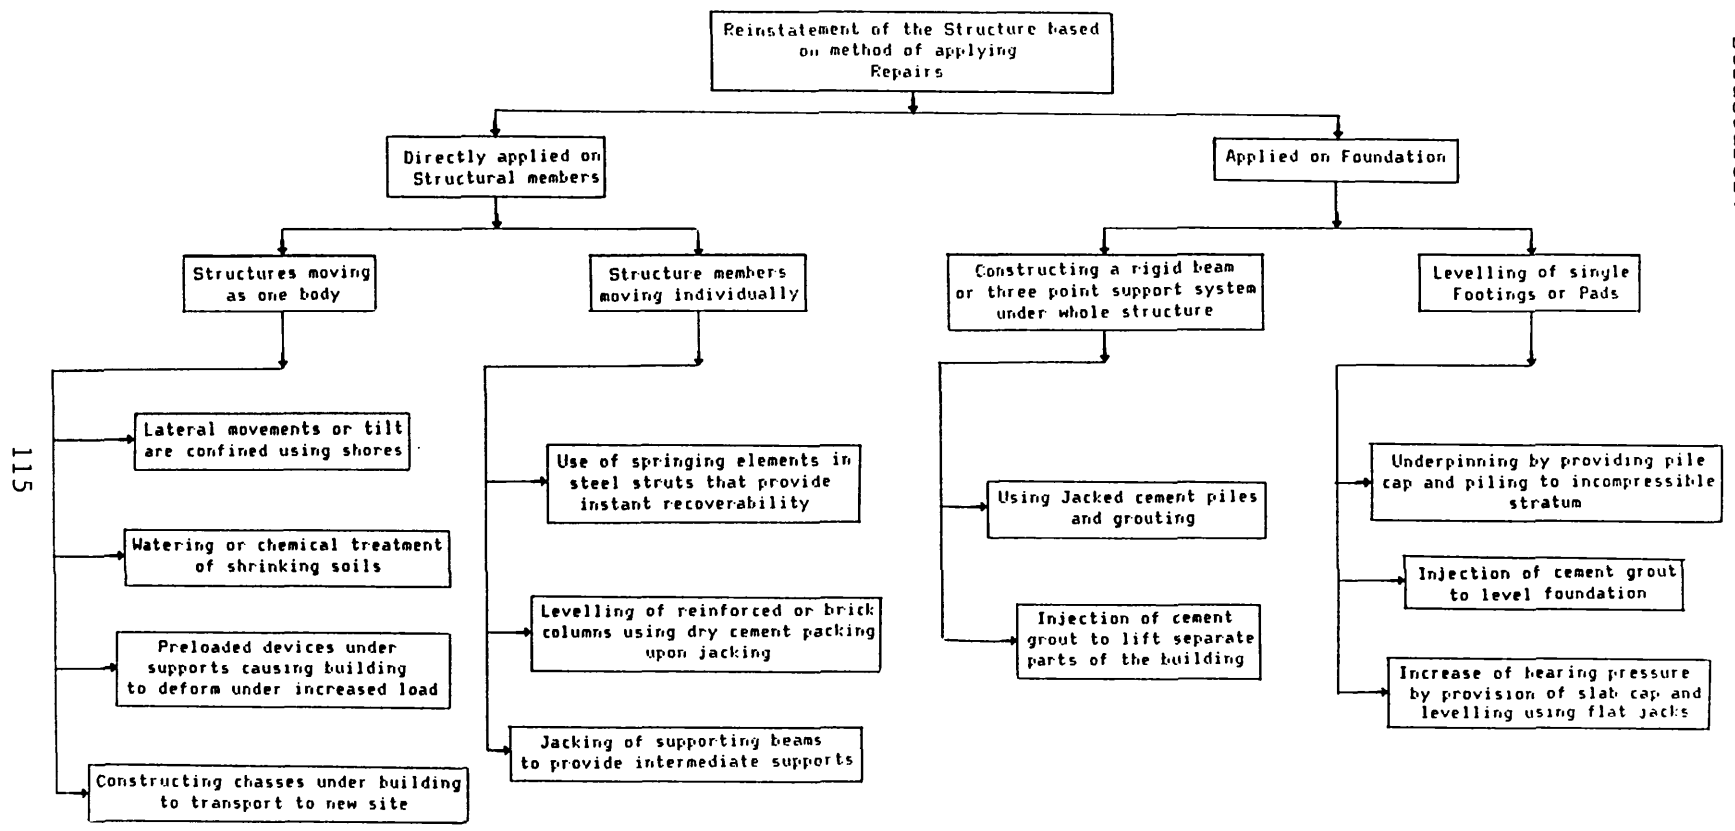 Reinstatement of the Structure based
on method of applying
Repairs
Directly applied on
Structural members
Applied on Foundation
Structures moving
as one body
Structure members
moving individually
Constructing a rigid beam
or three point support system
under whole structure
Levelling of single
Footings or Pads
Lateral movements or tilt
are confined using shores
Watering or chemical treatment
of shrinking soils
Preloaded devices under
supports causing building
to deform under increased load
Constructing chasses under building
to transport to new site
Use of springing elements in
steel struts that provide
instant recoverability
Levelling of reinforced or brick
columns using dry cement packing
upon jacking
Jacking of supporting beams
to provide intermediate supports
Using Jacked cement piles
and grouting
Injection of cement
grout to lift separate
parts of the building
Underpinning by providing pile
cap and piling to incompressible
stratum
Injection of cement grout
to level foundation
Increase of bearing pressure
by provision of slab cap and
levelling using flat jacks
115